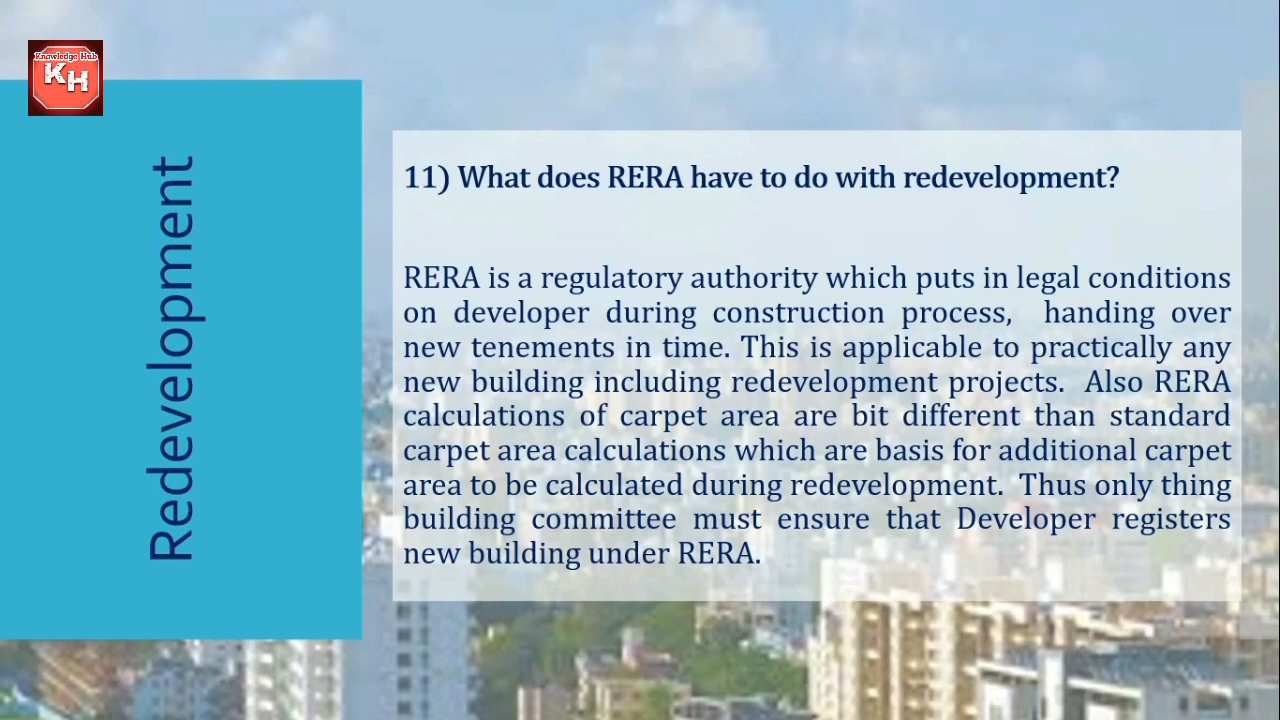 Knowledge Hub
KH
Redevelopment
11) What does RERA have to do with redevelopment?
RERA is a regulatory authority which puts in legal conditions
on developer during construction process, handing over
new tenements in time. This is applicable to practically any
new building including redevelopment projects. Also RERA
calculations of carpet area are bit different than standard
carpet area calculations which are basis for additional carpet
area to be calculated during redevelopment. Thus only thing
building committee must ensure that Developer registers
new building under RERA.